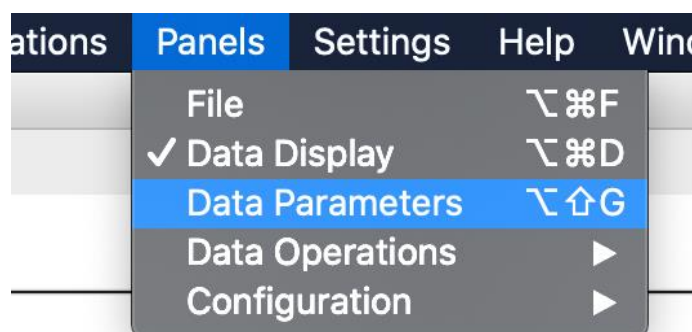 ations Panels Settings Help Wind
File ⌥⌘F
✓ Data Display ⌥⌘D
Data Parameters ⌥⇧G
Data Operations ▶
Configuration ▶